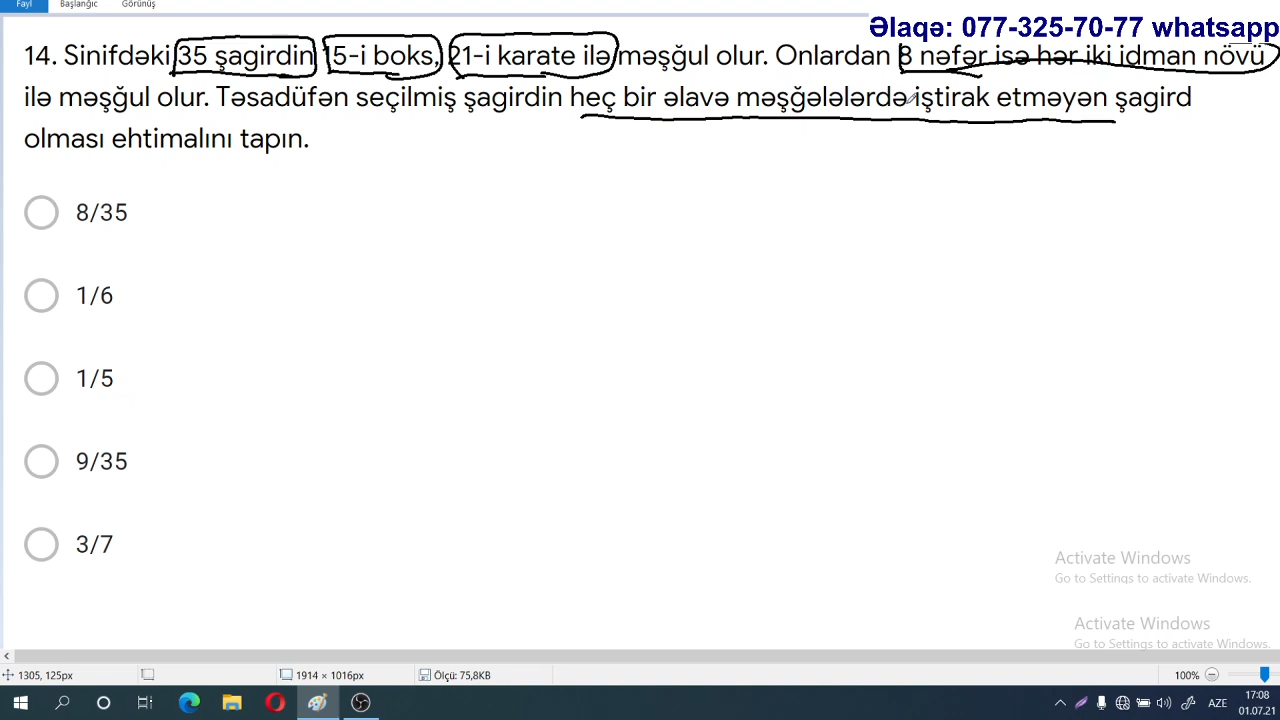 Fayl Başlanğıc Görünüş
Əlaqə: 077-325-70-77 whatsapp
14. Sinifdəki 35 şagirdin 15-i boks, 21-i karate ilə məşğul olur. Onlardan 8 nəfər isə hər iki idman növü
ilə məşğul olur. Təsadüfən seçilmiş şagirdin heç bir əlavə məşğələlərdə iştirak etməyən şagird
olması ehtimalını tapın.
8/35
1/6
1/5
9/35
3/7
Activate Windows
Go to Settings to activate Windows.
Activate Windows
Go to Settings to activate Windows.
1305, 125px 1914 × 1016px Ölçü: 75,8KB 100%
AZE 17:08
01.07.21